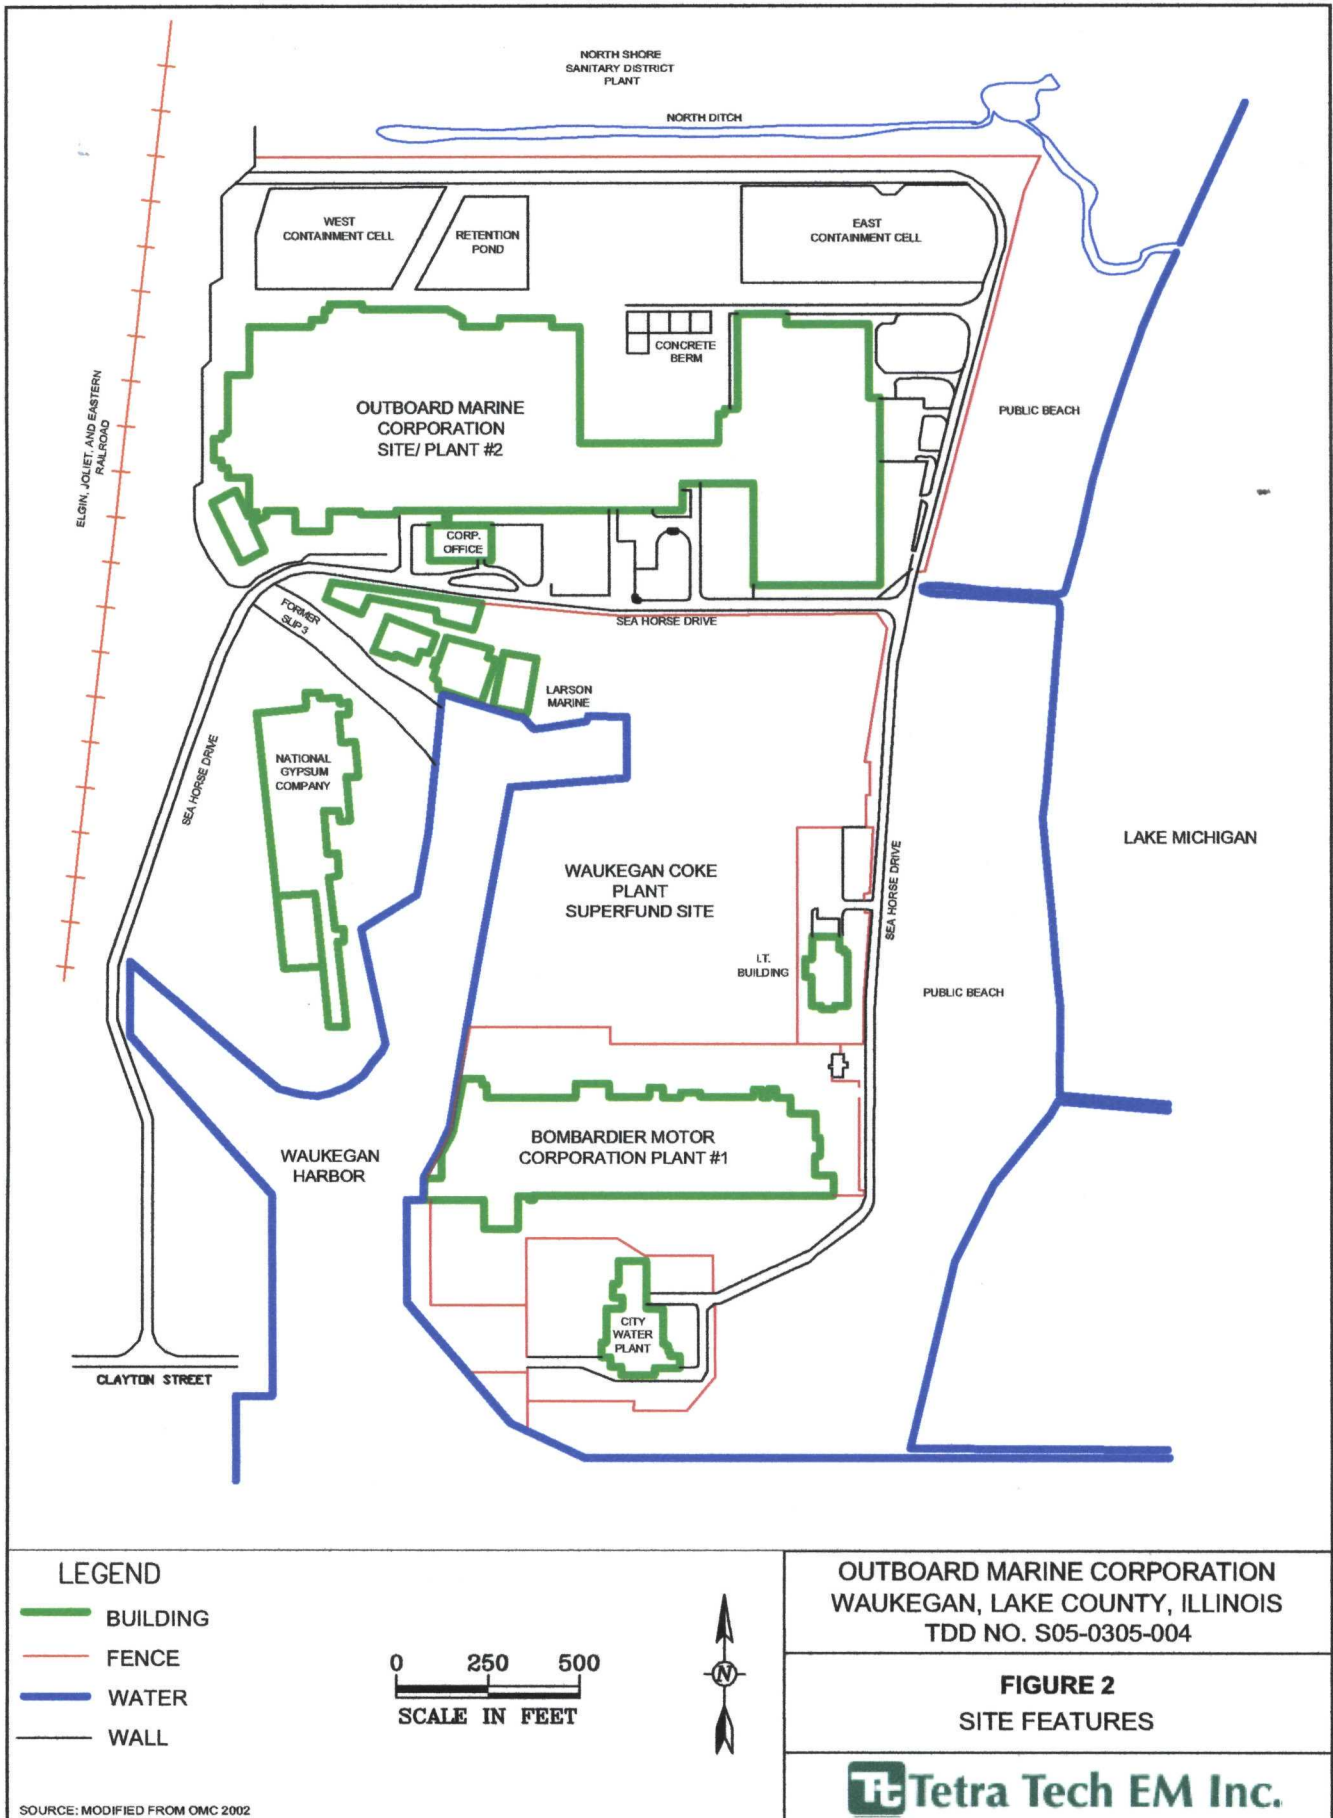 NORTH SHORE
SANITARY DISTRICT
PLANT
NORTH DITCH
WEST
CONTAINMENT CELL
RETENTION
POND
EAST
CONTAINMENT CELL
CONCRETE
BERM
OUTBOARD MARINE
CORPORATION
SITE/ PLANT #2
PUBLIC BEACH
ELGIN, JOLIET, AND EASTERN
RAILROAD
CORP.
OFFICE
FORMER
SLIP 3
SEA HORSE DRIVE
LARSON
MARINE
NATIONAL
GYPSUM
COMPANY
SEA HORSE DRIVE
LAKE MICHIGAN
WAUKEGAN COKE
PLANT
SUPERFUND SITE
SEA HORSE DRIVE
I.T.
BUILDING
PUBLIC BEACH
WAUKEGAN
HARBOR
BOMBARDIER MOTOR
CORPORATION PLANT #1
CITY
WATER
PLANT
CLAYTON STREET
LEGEND
BUILDING
FENCE
WATER
WALL
0 250 500
SCALE IN FEET
N
SOURCE: MODIFIED FROM OMC 2002
OUTBOARD MARINE CORPORATION
WAUKEGAN, LAKE COUNTY, ILLINOIS
TDD NO. S05-0305-004
FIGURE 2
SITE FEATURES
Tt Tetra Tech EM Inc.